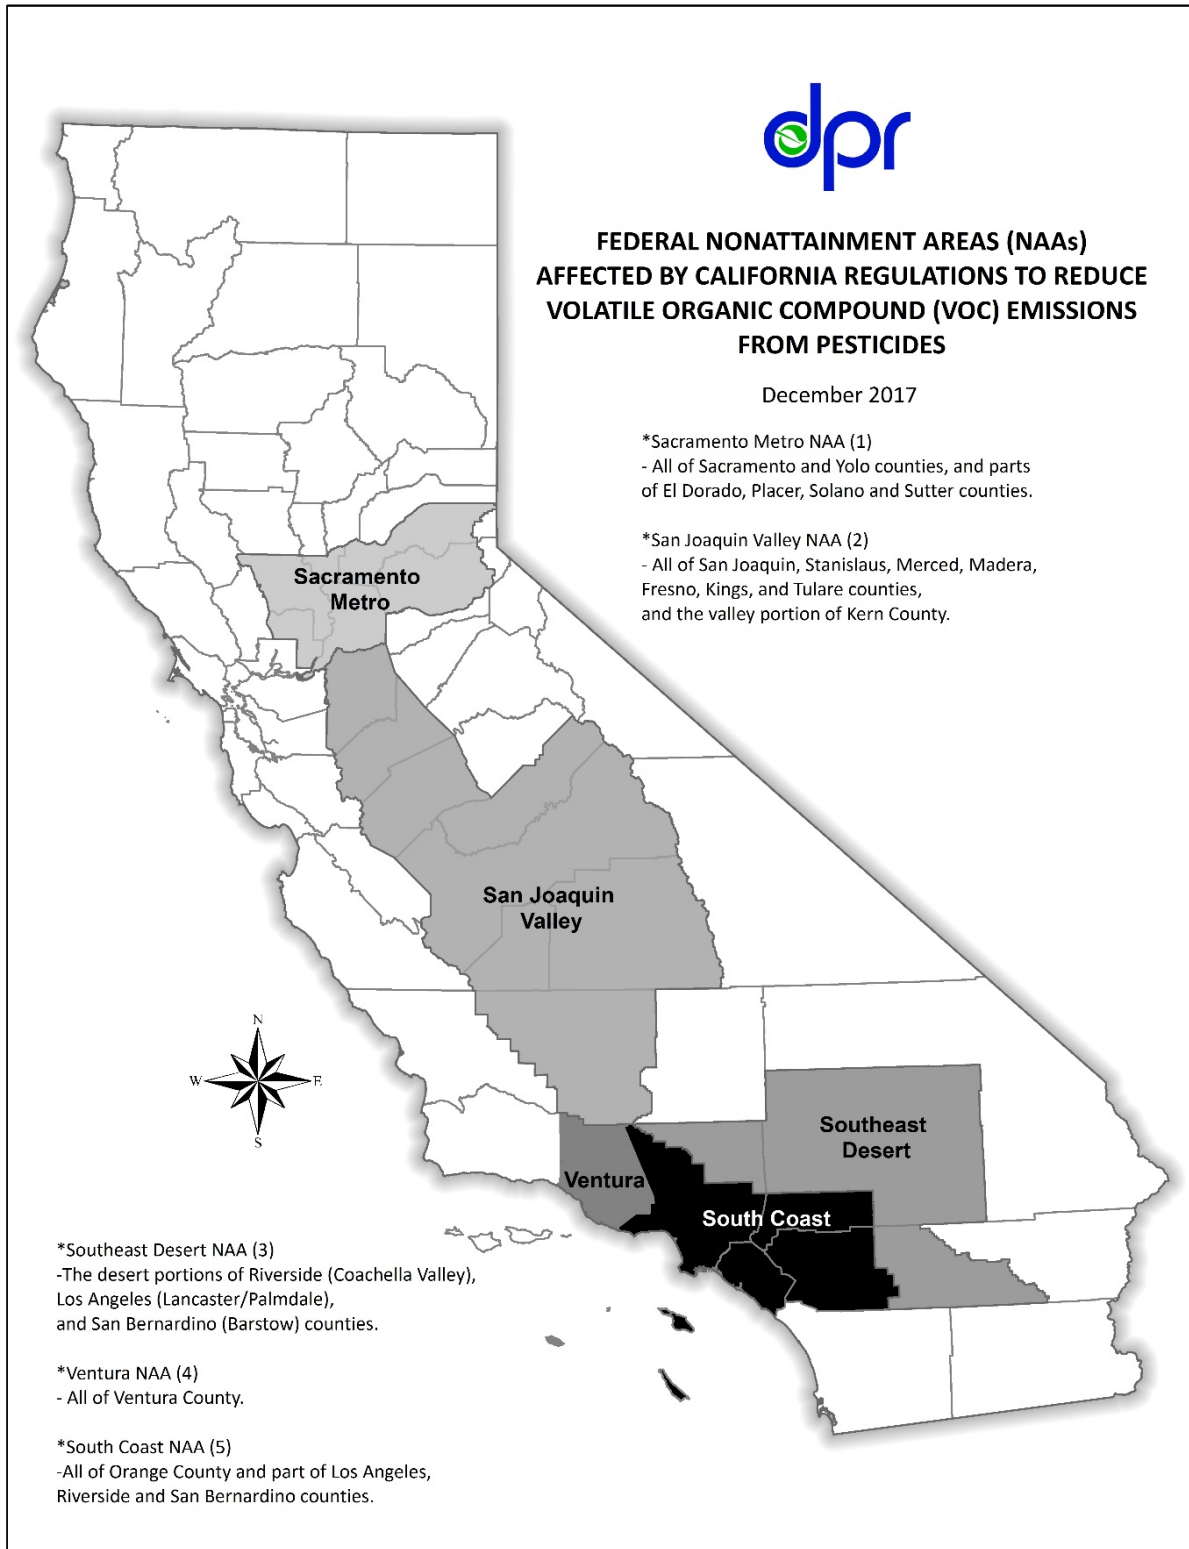 dpr
FEDERAL NONATTAINMENT AREAS (NAAs)
AFFECTED BY CALIFORNIA REGULATIONS TO REDUCE
VOLATILE ORGANIC COMPOUND (VOC) EMISSIONS
FROM PESTICIDES
December 2017
*Sacramento Metro NAA (1)
- All of Sacramento and Yolo counties, and parts
of El Dorado, Placer, Solano and Sutter counties.
*San Joaquin Valley NAA (2)
- All of San Joaquin, Stanislaus, Merced, Madera,
Fresno, Kings, and Tulare counties,
and the valley portion of Kern County.
Sacramento
Metro
San Joaquin
Valley
N
W
E
S
Southeast
Desert
Ventura
South Coast
*Southeast Desert NAA (3)
-The desert portions of Riverside (Coachella Valley),
Los Angeles (Lancaster/Palmdale),
and San Bernardino (Barstow) counties.
*Ventura NAA (4)
- All of Ventura County.
*South Coast NAA (5)
-All of Orange County and part of Los Angeles,
Riverside and San Bernardino counties.